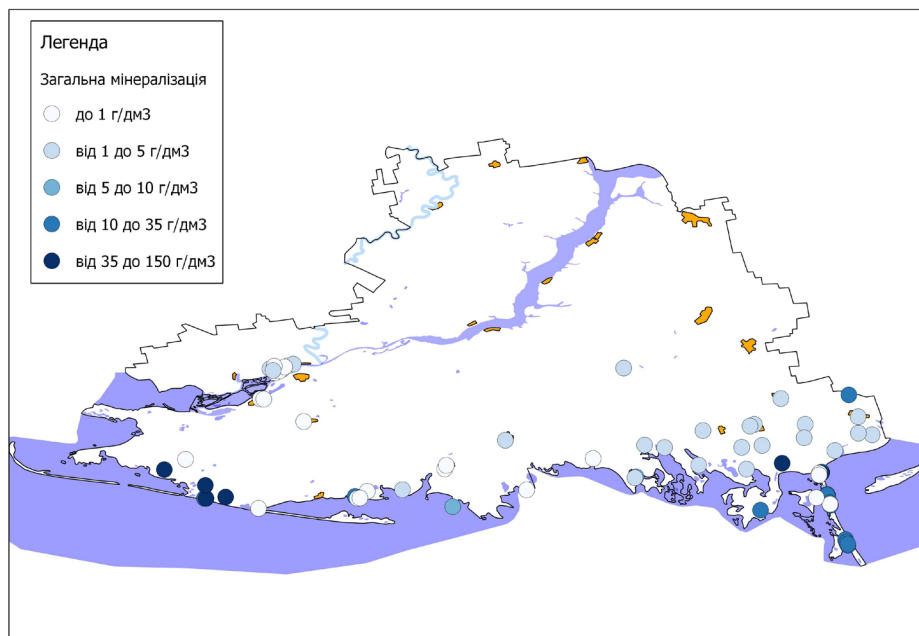 Легенда
Загальна мінералізація
до 1 г/дм3
від 1 до 5 г/дм3
від 5 до 10 г/дм3
від 10 до 35 г/дм3
від 35 до 150 г/дм3